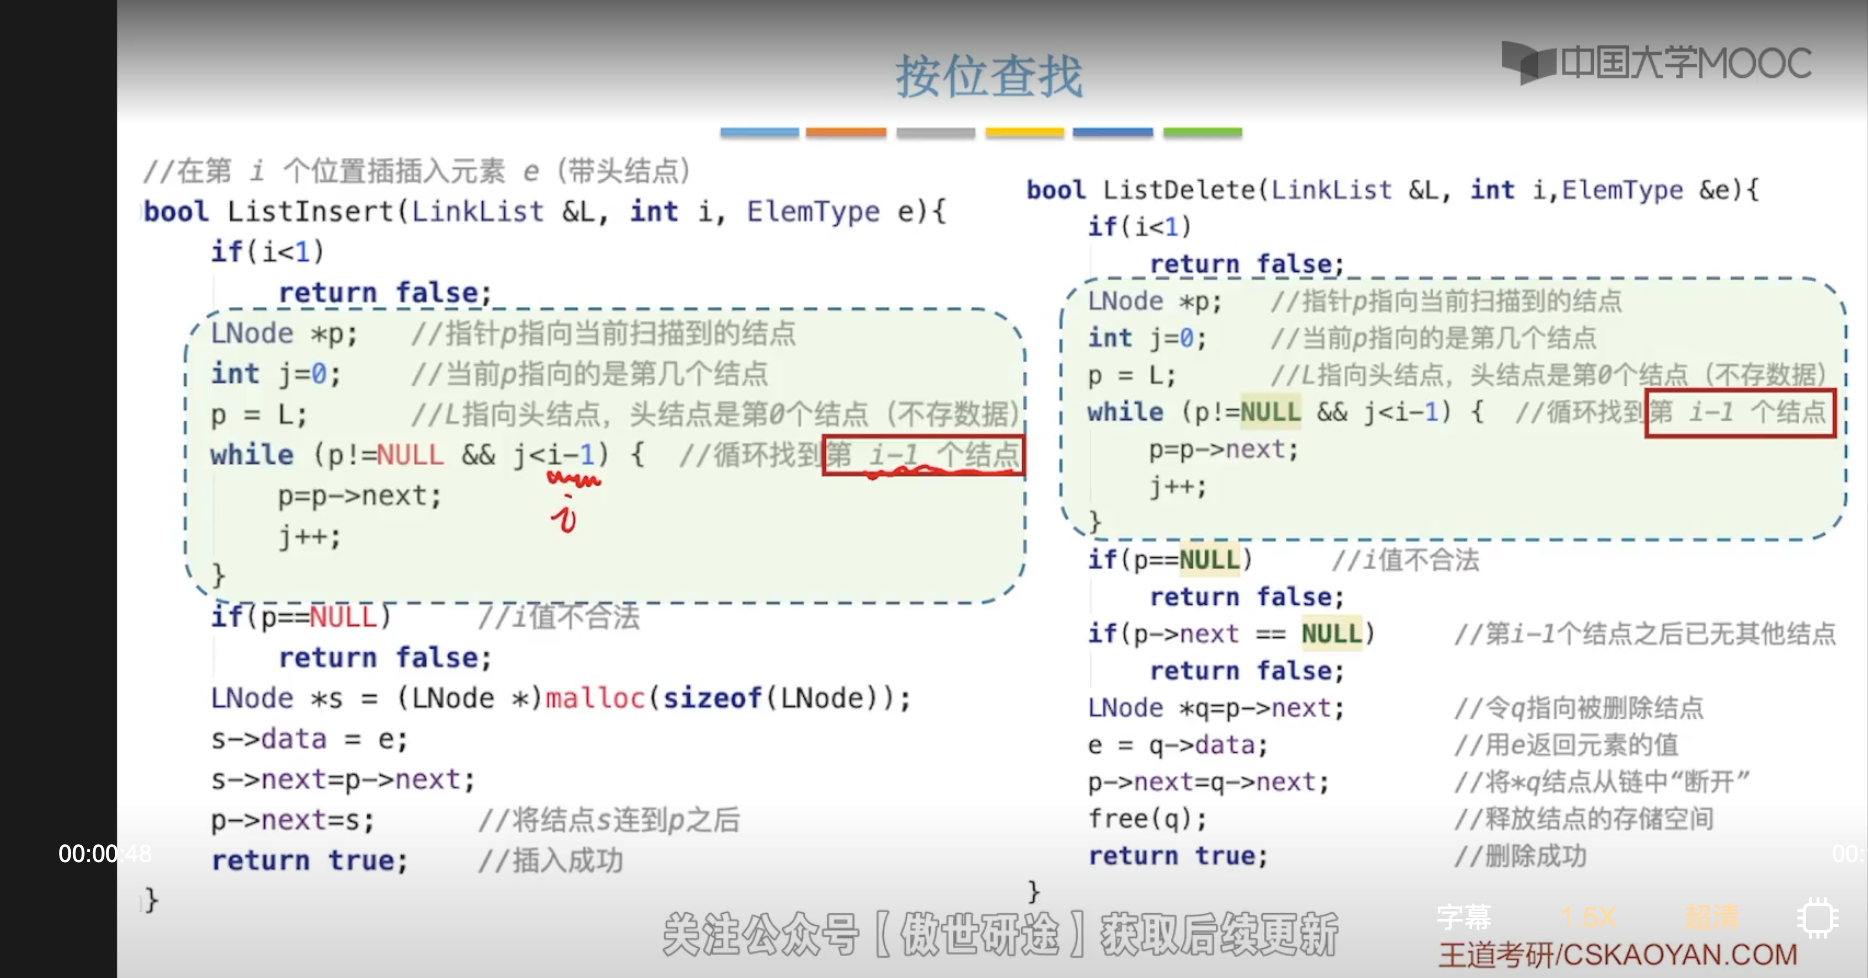 按位查找
中国大学MOOC
//在第 i 个位置插插入元素 e（带头结点）
bool ListInsert(LinkList &L, int i, ElemType e){
if(i<1)
return false;
LNode *p; //指针p指向当前扫描到的结点
int j=0; //当前p指向的是第几个结点
p = L; //L指向头结点，头结点是第0个结点（不存数据）
while (p!=NULL && j<i-1) { //循环找到第 i-1 个结点
i
p=p->next;
j++;
}
if(p==NULL) //i值不合法
return false;
LNode *s = (LNode *)malloc(sizeof(LNode));
s->data = e;
s->next=p->next;
p->next=s; //将结点s连到p之后
return true; //插入成功
}
bool ListDelete(LinkList &L, int i,ElemType &e){
if(i<1)
return false;
LNode *p; //指针p指向当前扫描到的结点
int j=0; //当前p指向的是第几个结点
p = L; //L指向头结点，头结点是第0个结点（不存数据）
while (p!=NULL && j<i-1) { //循环找到第 i-1 个结点
p=p->next;
j++;
}
if(p==NULL) //i值不合法
return false;
if(p->next == NULL) //第i-1个结点之后已无其他结点
return false;
LNode *q=p->next; //令q指向被删除结点
e = q->data; //用e返回元素的值
p->next=q->next; //将*q结点从链中“断开”
free(q); //释放结点的存储空间
return true; //删除成功
}
00:00:48
00:
关注公众号【傲世研途】获取后续更新
字幕 1.5X 超清
王道考研/CSKAOYAN.COM